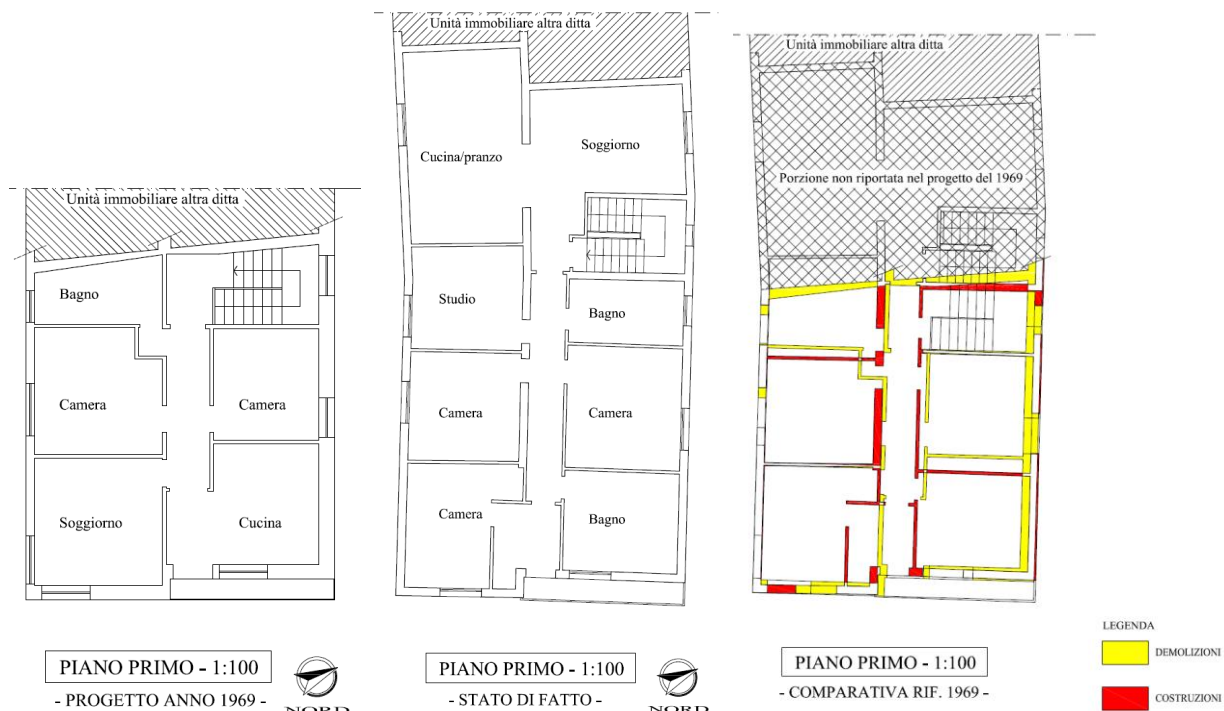 Unità immobiliare altra ditta
Bagno
Camera
Camera
Soggiorno
Cucina
PIANO PRIMO - 1:100
- PROGETTO ANNO 1969 -
NORD
Unità immobiliare altra ditta
Cucina/pranzo
Soggiorno
Studio
Bagno
Camera
Camera
Camera
Bagno
PIANO PRIMO - 1:100
- STATO DI FATTO -
NORD
Unità immobiliare altra ditta
Porzione non riportata nel progetto del 1969
PIANO PRIMO - 1:100
- COMPARATIVA RIF. 1969 -
LEGENDA
DEMOLIZIONI
COSTRUZIONI